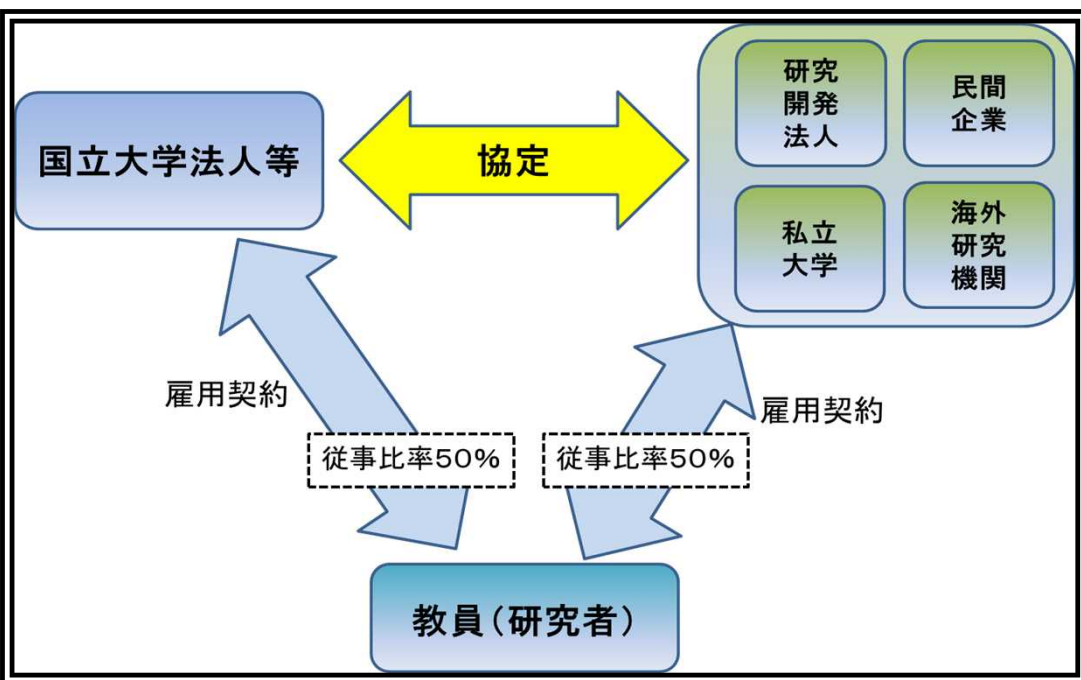 国立大学法人等
協定
研究
開発
法人
民間
企業
私立
大学
海外
研究
機関
雇用契約
雇用契約
従事比率50%
従事比率50%
教員(研究者)